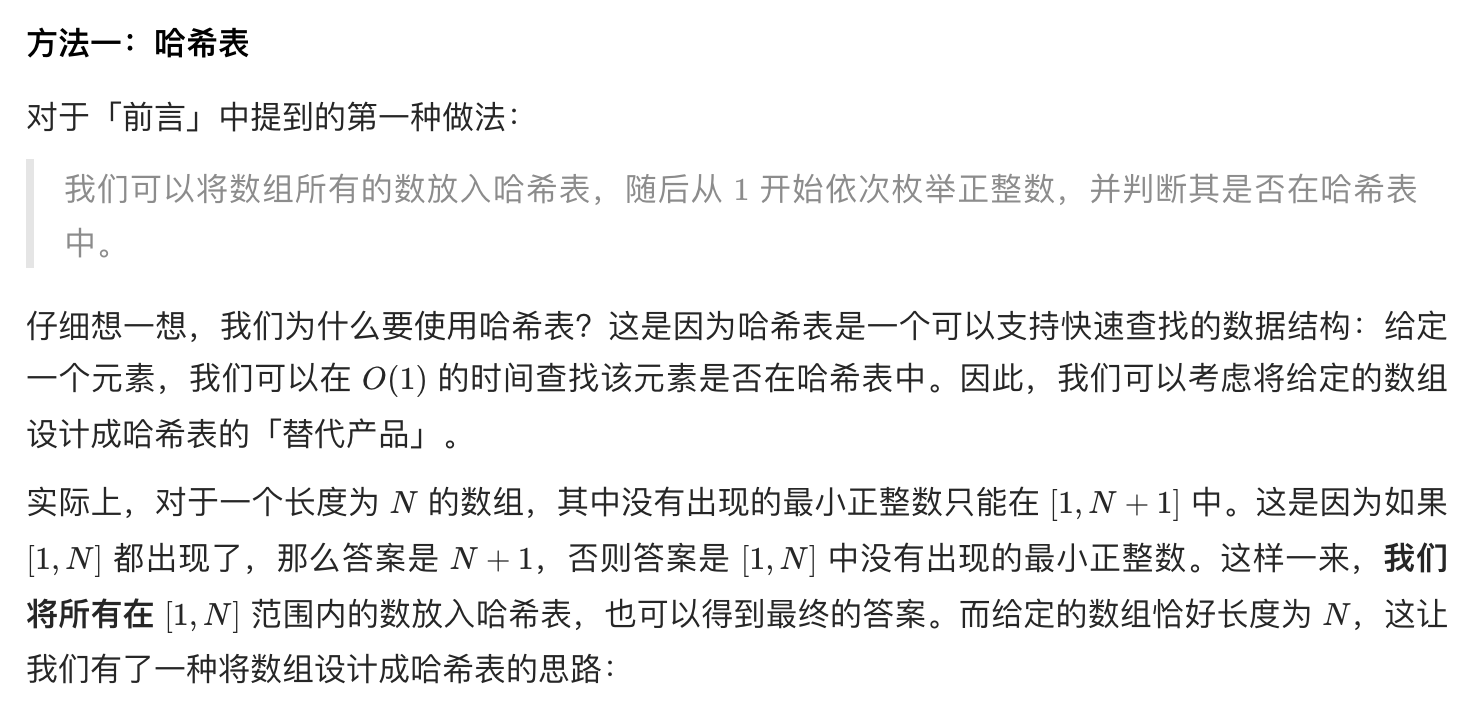 方法一：哈希表
对于「前言」中提到的第一种做法：
我们可以将数组所有的数放入哈希表，随后从 1 开始依次枚举正整数，并判断其是否在哈希表
中。
仔细想一想，我们为什么要使用哈希表？这是因为哈希表是一个可以支持快速查找的数据结构：给定
一个元素，我们可以在 O(1) 的时间查找该元素是否在哈希表中。因此，我们可以考虑将给定的数组
设计成哈希表的「替代产品」。
实际上，对于一个长度为 N 的数组，其中没有出现的最小正整数只能在 [1, N + 1] 中。这是因为如果
[1, N] 都出现了，那么答案是 N + 1，否则答案是 [1, N] 中没有出现的最小正整数。这样一来，我们
将所有在 [1, N] 范围内的数放入哈希表，也可以得到最终的答案。而给定的数组恰好长度为 N，这让
我们有了一种将数组设计成哈希表的思路：